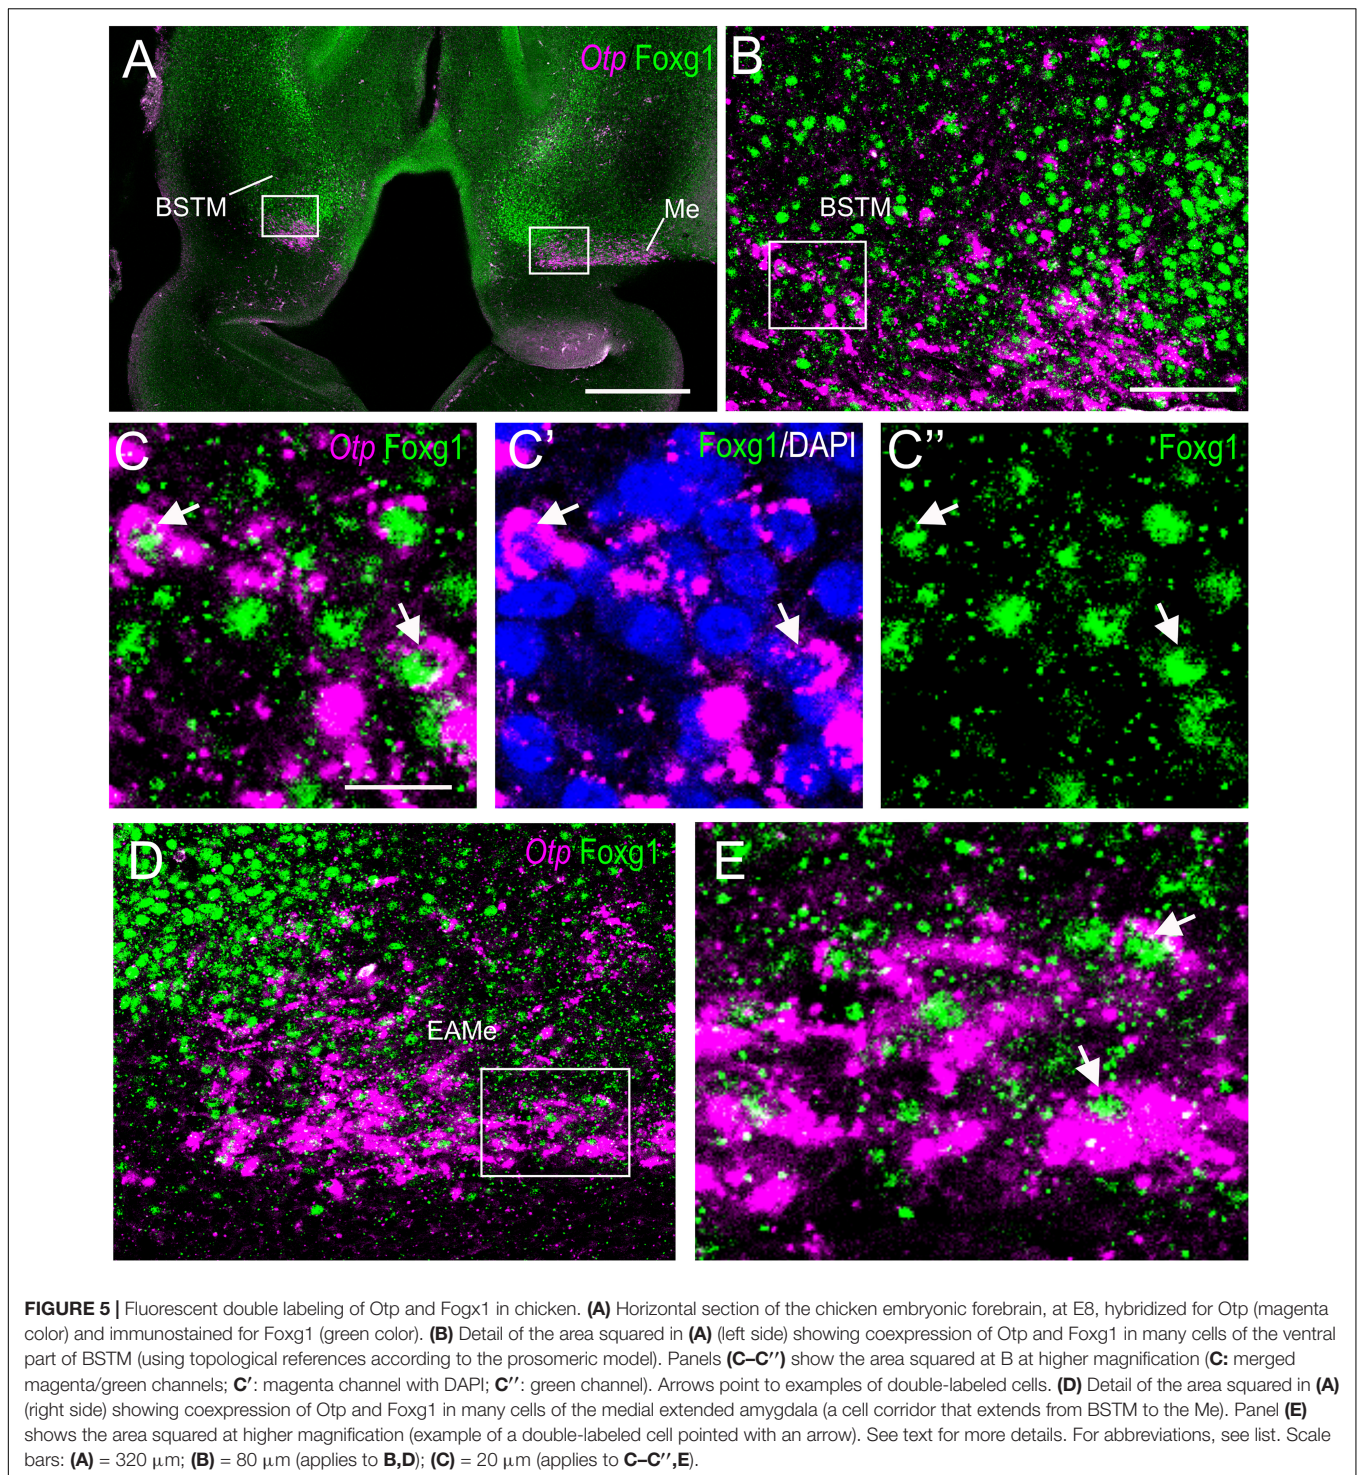 A
Otp Foxg1
BSTM
Me
B
BSTM
C
Otp Foxg1
C’
Foxg1/DAPI
C’’
Foxg1
D
Otp Foxg1
EAMe
E
FIGURE 5 | Fluorescent double labeling of Otp and Fogx1 in chicken. (A) Horizontal section of the chicken embryonic forebrain, at E8, hybridized for Otp (magenta
color) and immunostained for Foxg1 (green color). (B) Detail of the area squared in (A) (left side) showing coexpression of Otp and Foxg1 in many cells of the ventral
part of BSTM (using topological references according to the prosomeric model). Panels (C–C′′) show the area squared at B at higher magnification (C: merged
magenta/green channels; C′: magenta channel with DAPI; C′′: green channel). Arrows point to examples of double-labeled cells. (D) Detail of the area squared in (A)
(right side) showing coexpression of Otp and Foxg1 in many cells of the medial extended amygdala (a cell corridor that extends from BSTM to the Me). Panel (E)
shows the area squared at higher magnification (example of a double-labeled cell pointed with an arrow). See text for more details. For abbreviations, see list. Scale
bars: (A) = 320 μm; (B) = 80 μm (applies to B,D); (C) = 20 μm (applies to C–C′′,E).